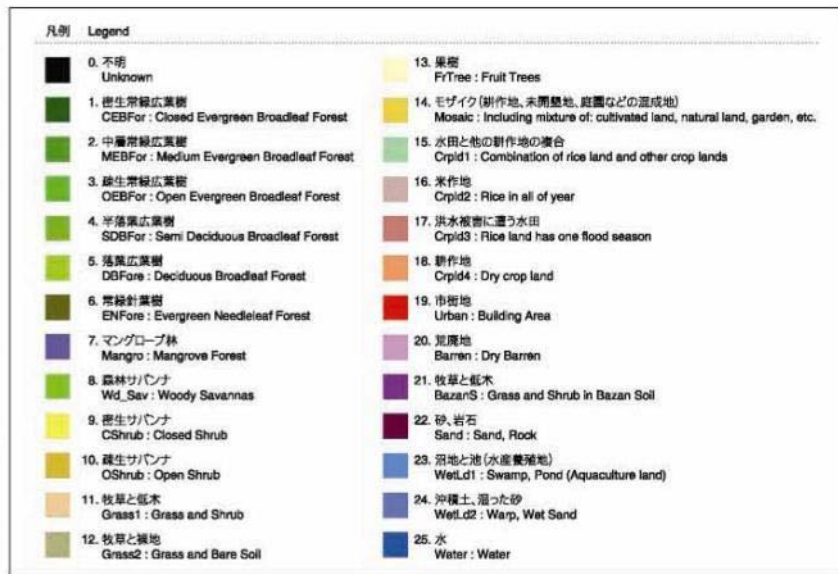 凡例 Legend
0. 不明
Unknown
1. 密生常緑広葉樹
CEBFor : Closed Evergreen Broadleaf Forest
2. 中層常緑広葉樹
MEBFor : Medium Evergreen Broadleaf Forest
3. 疎生常緑広葉樹
OEBFor : Open Evergreen Broadleaf Forest
4. 半落葉広葉樹
SDBFor : Semi Deciduous Broadleaf Forest
5. 落葉広葉樹
DBFore : Deciduous Broadleaf Forest
6. 常緑針葉樹
ENFore : Evergreen Needleleaf Forest
7. マングローブ林
Mangro : Mangrove Forest
8. 森林サバンナ
Wd_Sav : Woody Savannas
9. 密生サバンナ
CShrub : Closed Shrub
10. 疎生サバンナ
OShrub : Open Shrub
11. 牧草と低木
Grass1 : Grass and Shrub
12. 牧草と裸地
Grass2 : Grass and Bare Soil
13. 果樹
FrTree : Fruit Trees
14. モザイク(耕作地、未開墾地、庭園などの混成地)
Mosaic : Including mixture of: cultivated land, natural land, garden, etc.
15. 水田と他の耕作地の複合
Crpld1 : Combination of rice land and other crop lands
16. 米作地
Crpld2 : Rice in all of year
17. 洪水被害に遭う水田
Crpld3 : Rice land has one flood season
18. 耕作地
Crpld4 : Dry crop land
19. 市街地
Urban : Building Area
20. 荒廃地
Barren : Dry Barren
21. 牧草と低木
BazanS : Grass and Shrub in Bazan Soil
22. 砂、岩石
Sand : Sand, Rock
23. 沼地と池(水産養殖地)
WetLd1 : Swamp, Pond (Aquaculture land)
24. 沖積土、湿った砂
WetLd2 : Warp, Wet Sand
25. 水
Water : Water